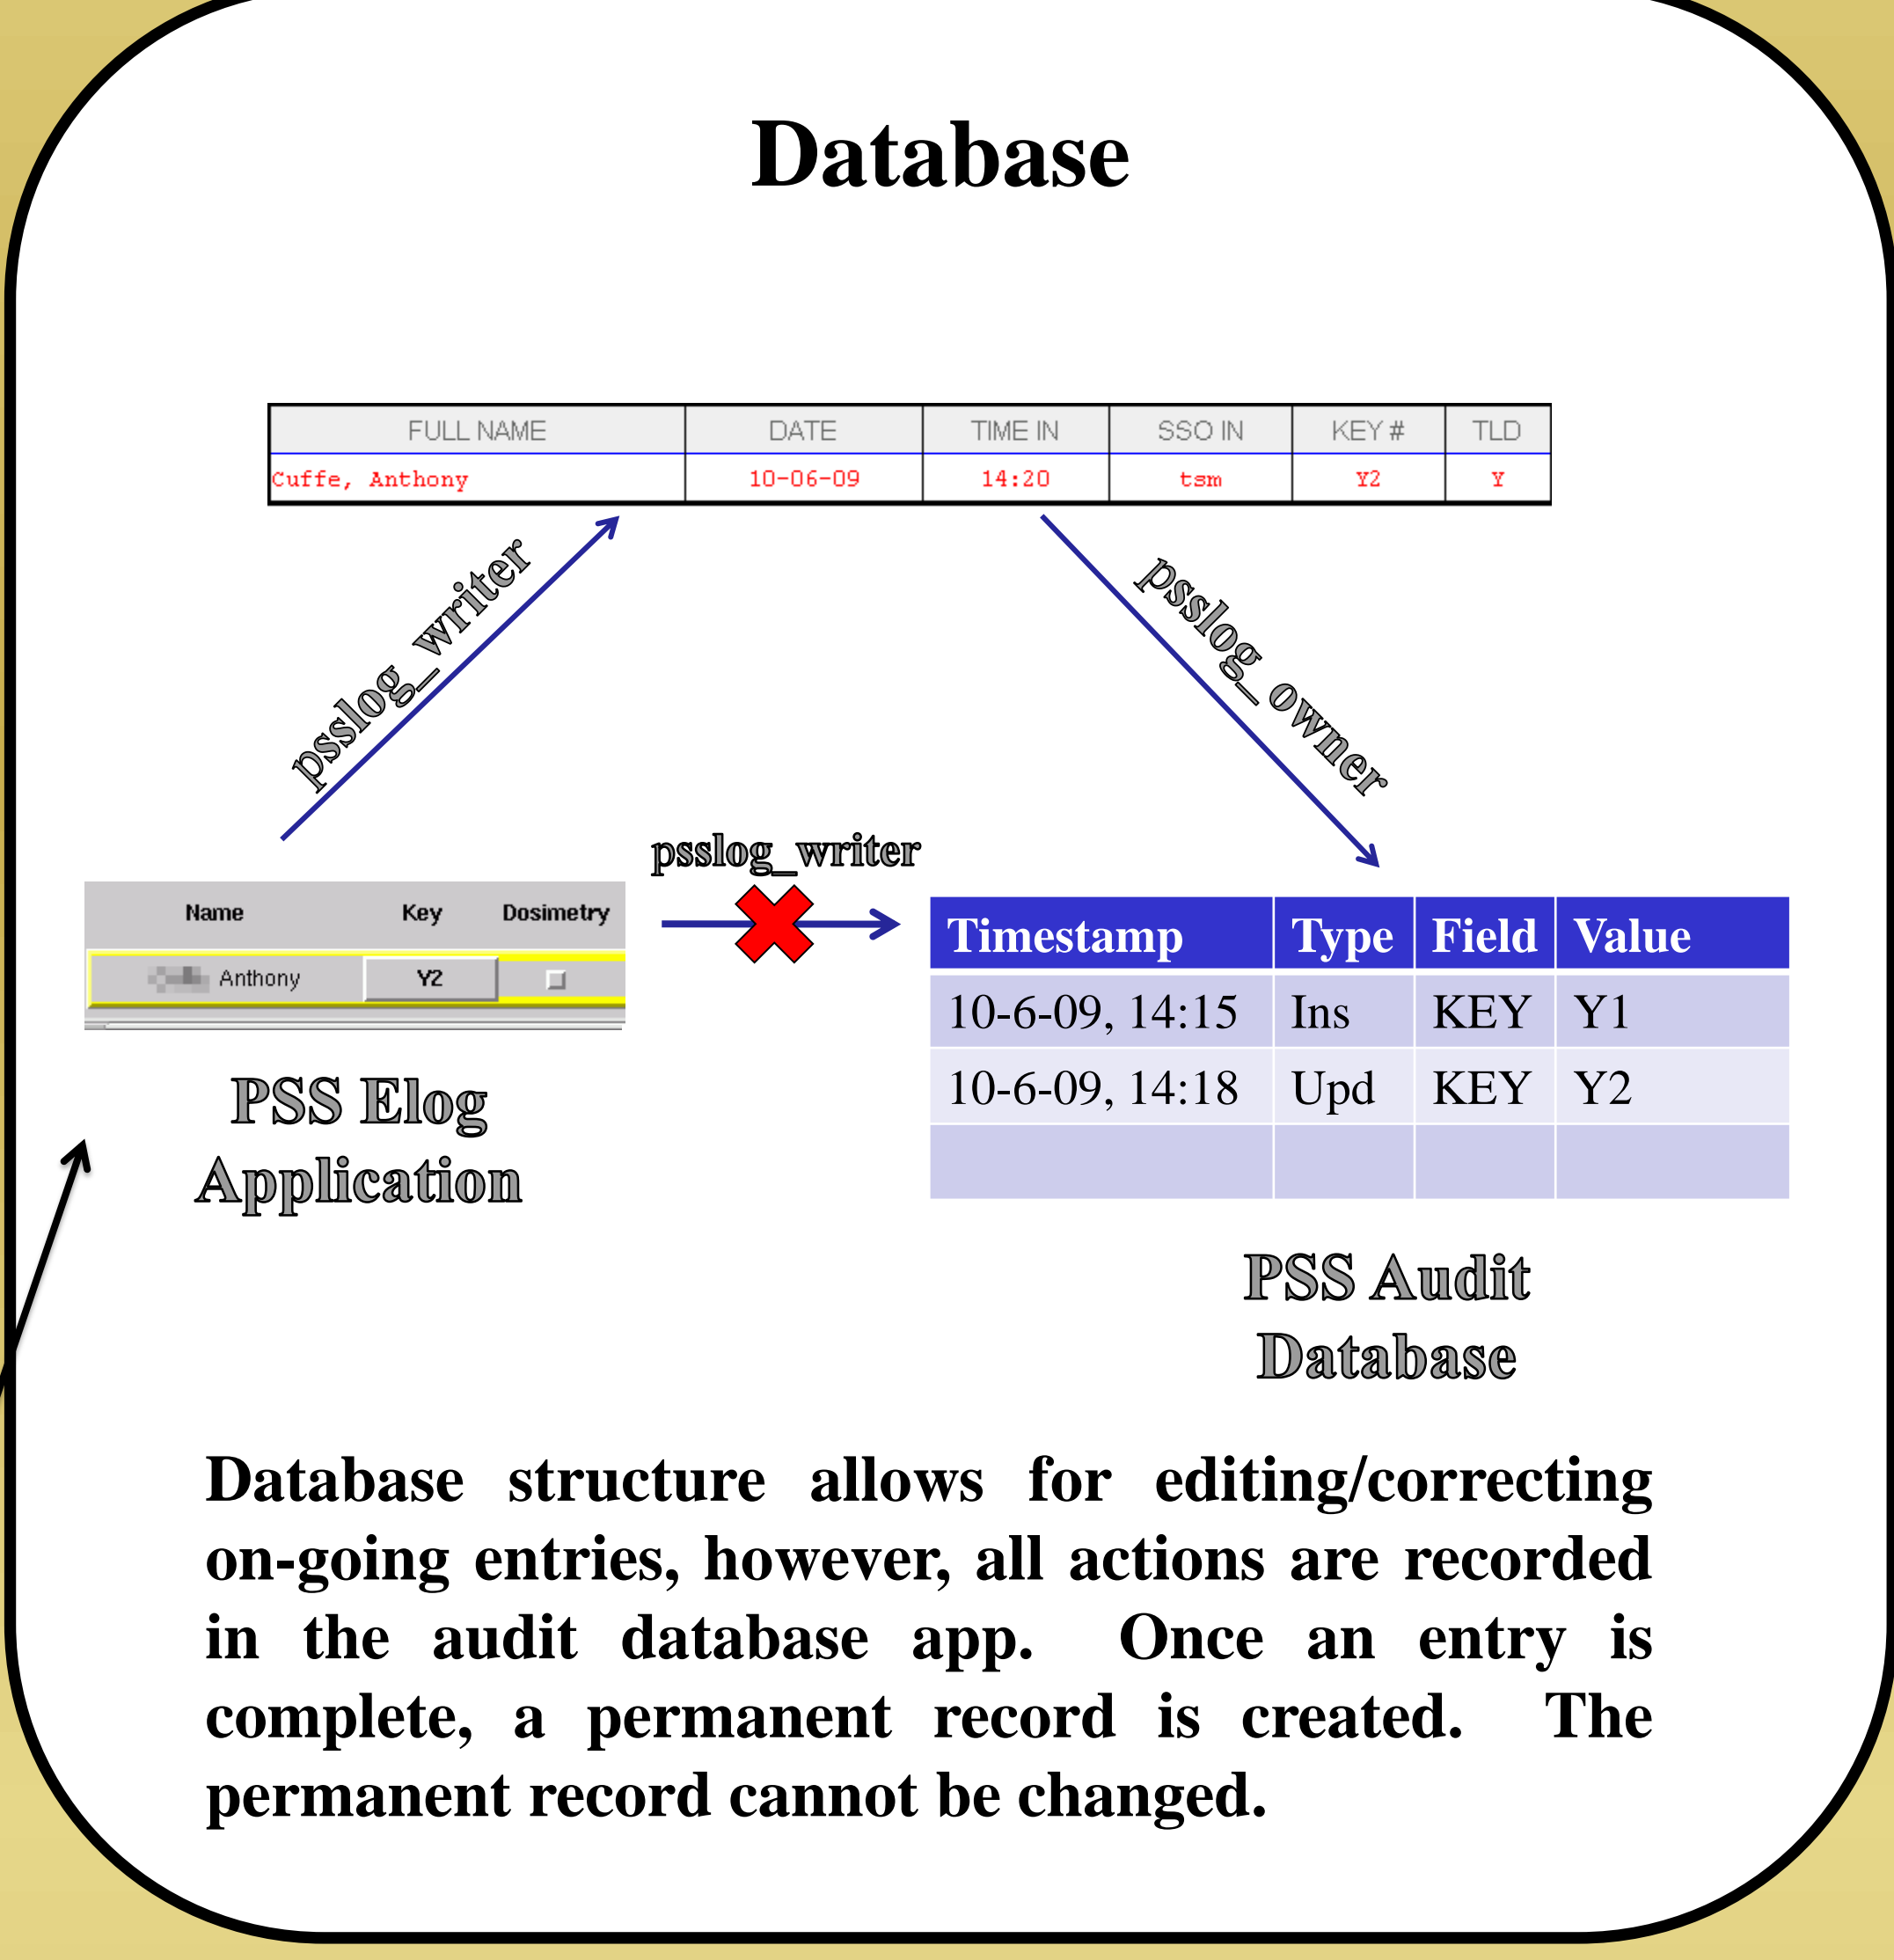 Database
FULL NAME DATE TIME IN SSO IN KEY # TLD
Cuffe, Anthony 10-06-09 14:20 tsm Y2 Y
psslog_writer
psslog_owner
psslog_writer
Name Key Dosimetry
Anthony Y2
PSS Elog
Application
Timestamp Type Field Value
10-6-09, 14:15 Ins KEY Y1
10-6-09, 14:18 Upd KEY Y2
PSS Audit
Database
Database structure allows for editing/correcting
on-going entries, however, all actions are recorded
in the audit database app. Once an entry is
complete, a permanent record is created. The
permanent record cannot be changed.